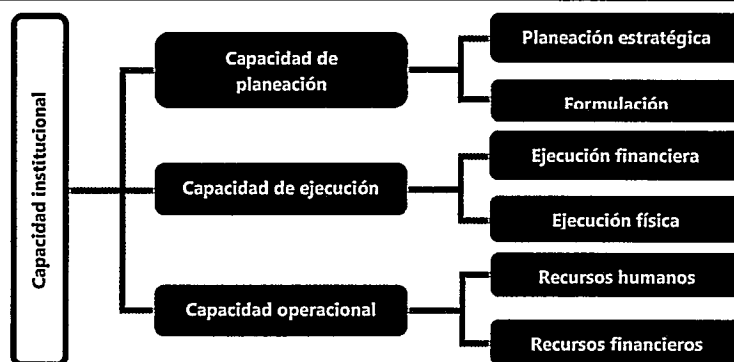 Capacidad institucional
Capacidad de
planeación
Planeación estratégica
Formulación
Capacidad de ejecución
Ejecución financiera
Ejecución física
Capacidad operacional
Recursos humanos
Recursos financieros